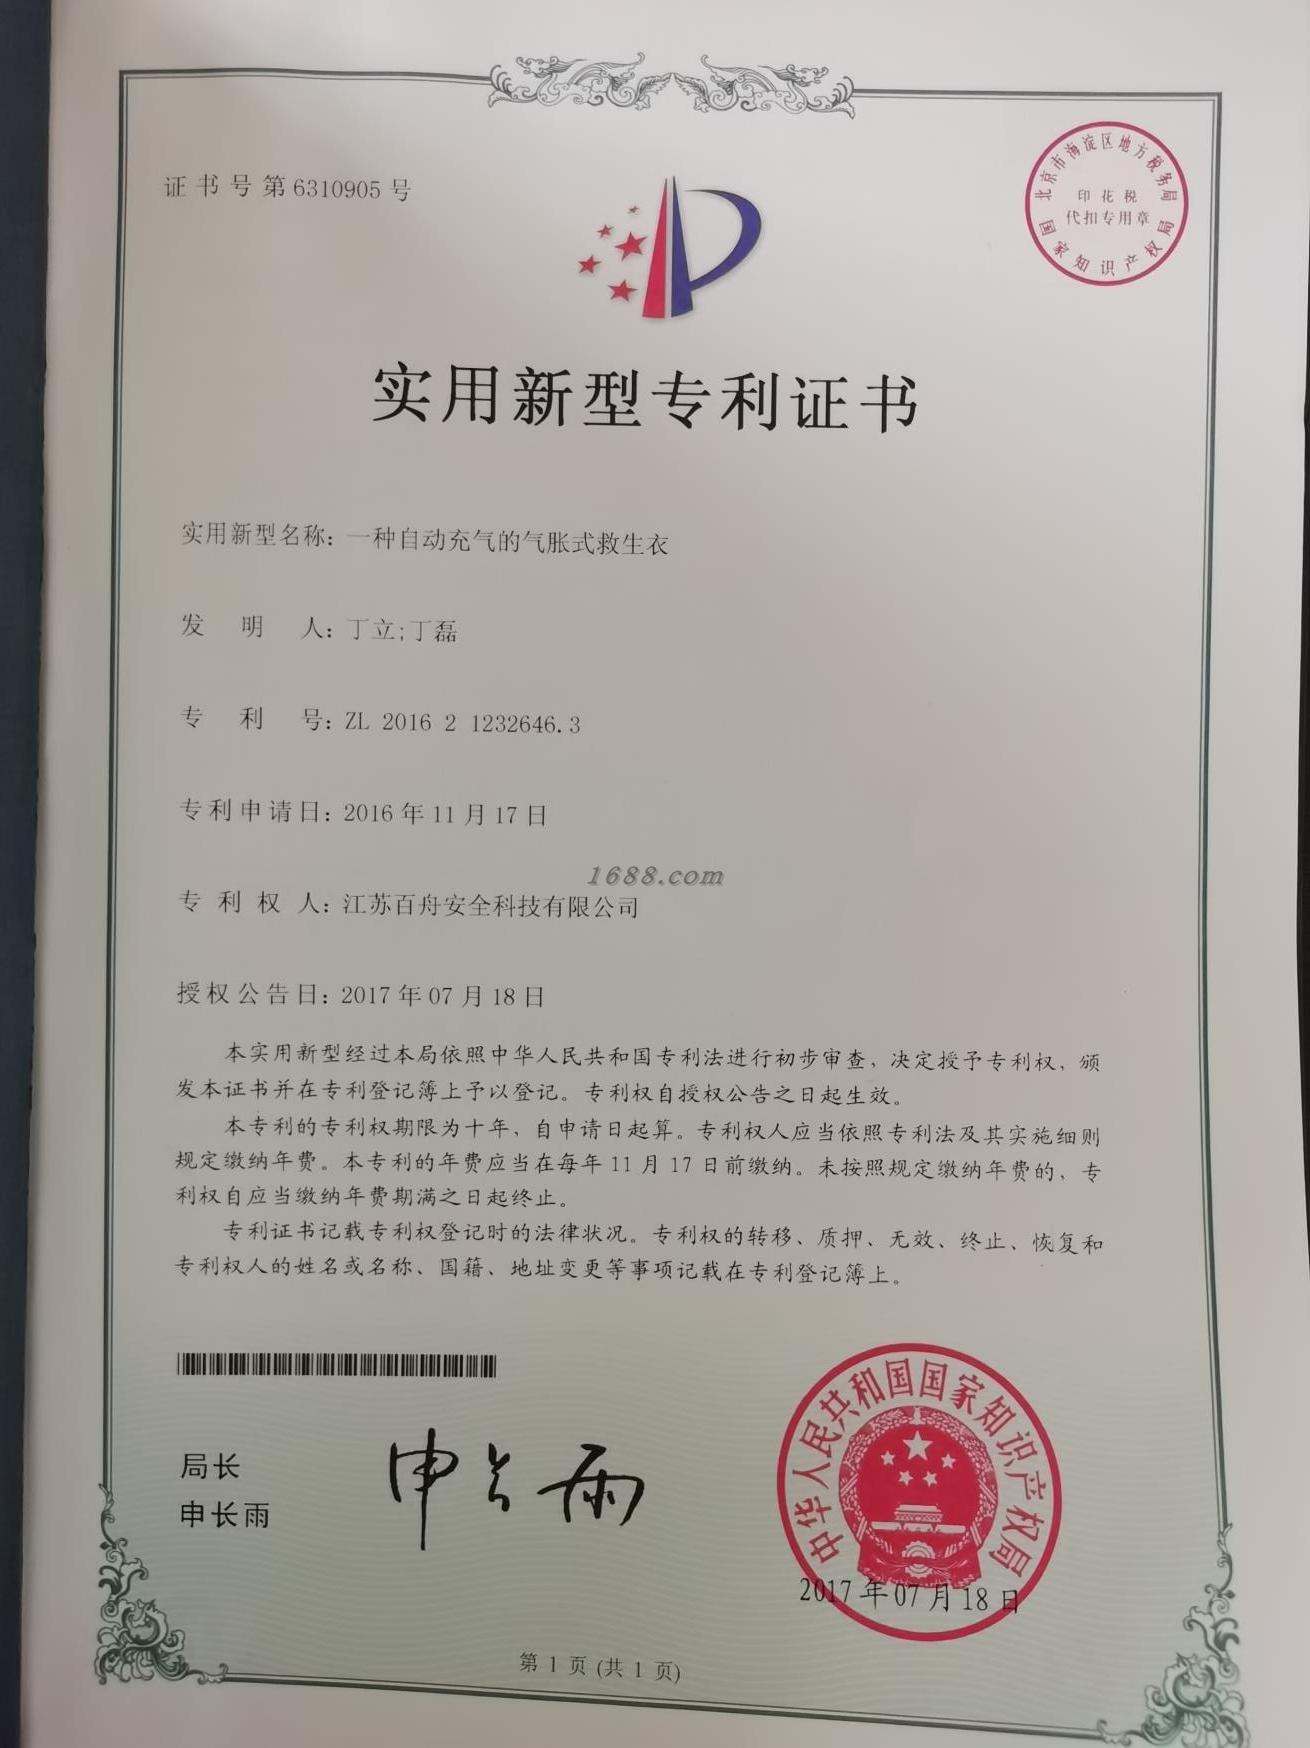 证书号第6310905号
北京市海淀区地方税务局
印花税
代扣专用章
国家知识产权局
实用新型专利证书
实用新型名称：一种自动充气的气胀式救生衣
发明人：丁立;丁磊
专利号：ZL 2016 2 1232646.3
专利申请日：2016年11月17日
1688.com
专利权人：江苏百舟安全科技有限公司
授权公告日：2017年07月18日
本实用新型经过本局依照中华人民共和国专利法进行初步审查，决定授予专利权，颁
发本证书并在专利登记簿上予以登记。专利权自授权公告之日起生效。
本专利的专利权期限为十年，自申请日起算。专利权人应当依照专利法及其实施细则
规定缴纳年费。本专利的年费应当在每年11月17日前缴纳。未按照规定缴纳年费的，专
利权自应当缴纳年费期满之日起终止。
专利证书记载专利权登记时的法律状况。专利权的转移、质押、无效、终止、恢复和
专利权人的姓名或名称、国籍、地址变更等事项记载在专利登记簿上。
局长
申长雨
申长雨
中华人民共和国国家知识产权局
2017年07月18日
第1页(共1页)